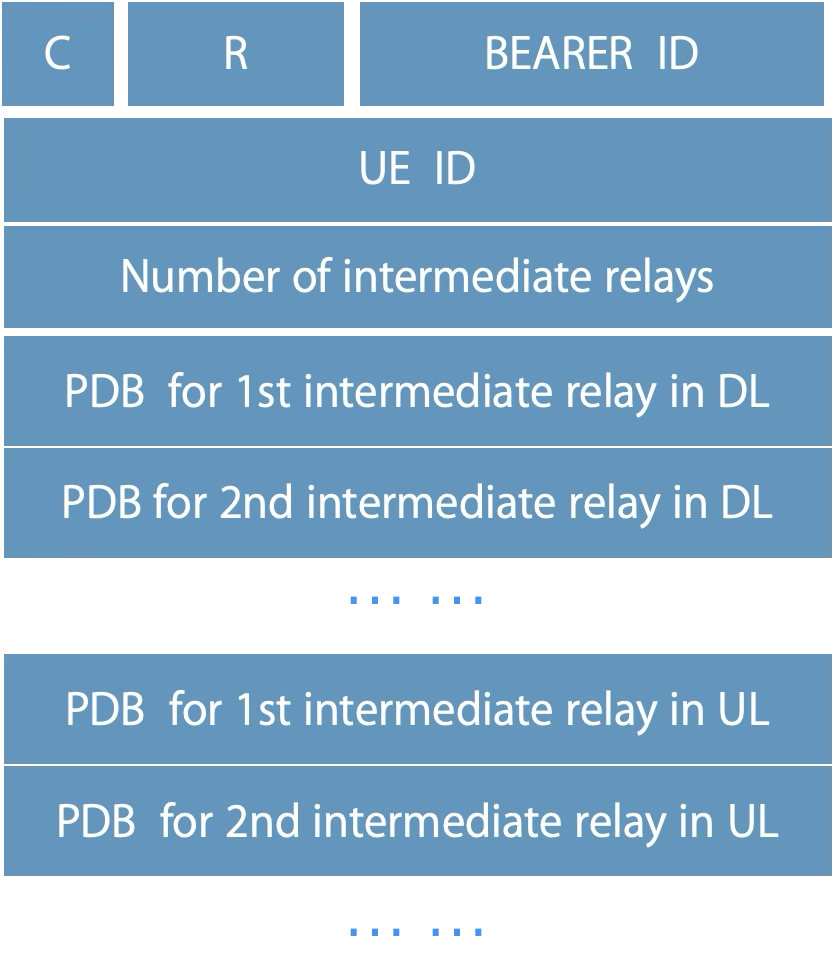 C R BEARER ID
UE ID
Number of intermediate relays
PDB for 1st intermediate relay in DL
PDB for 2nd intermediate relay in DL
... ...
PDB for 1st intermediate relay in UL
PDB for 2nd intermediate relay in UL
... ...